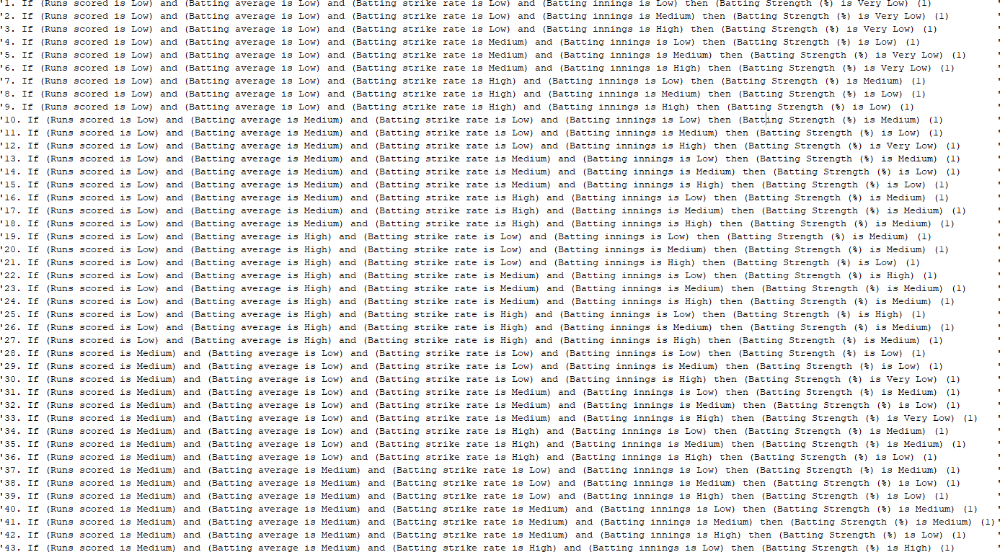 '1. If (Runs scored is Low) and (Batting average is Low) and (Batting strike rate is Low) and (Batting innings is Low) then (Batting Strength (%) is Very Low) (1) '
'2. If (Runs scored is Low) and (Batting average is Low) and (Batting strike rate is Low) and (Batting innings is Medium) then (Batting Strength (%) is Very Low) (1) '
'3. If (Runs scored is Low) and (Batting average is Low) and (Batting strike rate is Low) and (Batting innings is High) then (Batting Strength (%) is Very Low) (1) '
'4. If (Runs scored is Low) and (Batting average is Low) and (Batting strike rate is Medium) and (Batting innings is Low) then (Batting Strength (%) is Low) (1) '
'5. If (Runs scored is Low) and (Batting average is Low) and (Batting strike rate is Medium) and (Batting innings is Medium) then (Batting Strength (%) is Very Low) (1) '
'6. If (Runs scored is Low) and (Batting average is Low) and (Batting strike rate is Medium) and (Batting innings is High) then (Batting Strength (%) is Very Low) (1) '
'7. If (Runs scored is Low) and (Batting average is Low) and (Batting strike rate is High) and (Batting innings is Low) then (Batting Strength (%) is Medium) (1) '
'8. If (Runs scored is Low) and (Batting average is Low) and (Batting strike rate is High) and (Batting innings is Medium) then (Batting Strength (%) is Low) (1) '
'9. If (Runs scored is Low) and (Batting average is Low) and (Batting strike rate is High) and (Batting innings is High) then (Batting Strength (%) is Low) (1) '
'10. If (Runs scored is Low) and (Batting average is Medium) and (Batting strike rate is Low) and (Batting innings is Low) then (Batting Strength (%) is Medium) (1) '
'11. If (Runs scored is Low) and (Batting average is Medium) and (Batting strike rate is Low) and (Batting innings is Medium) then (Batting Strength (%) is Low) (1) '
'12. If (Runs scored is Low) and (Batting average is Medium) and (Batting strike rate is Low) and (Batting innings is High) then (Batting Strength (%) is Very Low) (1) '
'13. If (Runs scored is Low) and (Batting average is Medium) and (Batting strike rate is Medium) and (Batting innings is Low) then (Batting Strength (%) is Medium) (1) '
'14. If (Runs scored is Low) and (Batting average is Medium) and (Batting strike rate is Medium) and (Batting innings is Medium) then (Batting Strength (%) is Low) (1) '
'15. If (Runs scored is Low) and (Batting average is Medium) and (Batting strike rate is Medium) and (Batting innings is High) then (Batting Strength (%) is Low) (1) '
'16. If (Runs scored is Low) and (Batting average is Medium) and (Batting strike rate is High) and (Batting innings is Low) then (Batting Strength (%) is Medium) (1) '
'17. If (Runs scored is Low) and (Batting average is Medium) and (Batting strike rate is High) and (Batting innings is Medium) then (Batting Strength (%) is Medium) (1) '
'18. If (Runs scored is Low) and (Batting average is Medium) and (Batting strike rate is High) and (Batting innings is High) then (Batting Strength (%) is Medium) (1) '
'19. If (Runs scored is Low) and (Batting average is High) and (Batting strike rate is Low) and (Batting innings is Low) then (Batting Strength (%) is Medium) (1) '
'20. If (Runs scored is Low) and (Batting average is High) and (Batting strike rate is Low) and (Batting innings is Medium) then (Batting Strength (%) is Medium) (1) '
'21. If (Runs scored is Low) and (Batting average is High) and (Batting strike rate is Low) and (Batting innings is High) then (Batting Strength (%) is Low) (1) '
'22. If (Runs scored is Low) and (Batting average is High) and (Batting strike rate is Medium) and (Batting innings is Low) then (Batting Strength (%) is High) (1) '
'23. If (Runs scored is Low) and (Batting average is High) and (Batting strike rate is Medium) and (Batting innings is Medium) then (Batting Strength (%) is Medium) (1) '
'24. If (Runs scored is Low) and (Batting average is High) and (Batting strike rate is Medium) and (Batting innings is High) then (Batting Strength (%) is Medium) (1) '
'25. If (Runs scored is Low) and (Batting average is High) and (Batting strike rate is High) and (Batting innings is Low) then (Batting Strength (%) is High) (1) '
'26. If (Runs scored is Low) and (Batting average is High) and (Batting strike rate is High) and (Batting innings is Medium) then (Batting Strength (%) is Medium) (1) '
'27. If (Runs scored is Low) and (Batting average is High) and (Batting strike rate is High) and (Batting innings is High) then (Batting Strength (%) is Medium) (1) '
'28. If (Runs scored is Medium) and (Batting average is Low) and (Batting strike rate is Low) and (Batting innings is Low) then (Batting Strength (%) is Low) (1) '
'29. If (Runs scored is Medium) and (Batting average is Low) and (Batting strike rate is Low) and (Batting innings is Medium) then (Batting Strength (%) is Low) (1) '
'30. If (Runs scored is Medium) and (Batting average is Low) and (Batting strike rate is Low) and (Batting innings is High) then (Batting Strength (%) is Very Low) (1) '
'31. If (Runs scored is Medium) and (Batting average is Low) and (Batting strike rate is Medium) and (Batting innings is Low) then (Batting Strength (%) is Medium) (1) '
'32. If (Runs scored is Medium) and (Batting average is Low) and (Batting strike rate is Medium) and (Batting innings is Medium) then (Batting Strength (%) is Low) (1) '
'33. If (Runs scored is Medium) and (Batting average is Low) and (Batting strike rate is Medium) and (Batting innings is High) then (Batting Strength (%) is Very Low) (1) '
'34. If (Runs scored is Medium) and (Batting average is Low) and (Batting strike rate is High) and (Batting innings is Low) then (Batting Strength (%) is Medium) (1) '
'35. If (Runs scored is Medium) and (Batting average is Low) and (Batting strike rate is High) and (Batting innings is Medium) then (Batting Strength (%) is Medium) (1) '
'36. If (Runs scored is Medium) and (Batting average is Low) and (Batting strike rate is High) and (Batting innings is High) then (Batting Strength (%) is Low) (1) '
'37. If (Runs scored is Medium) and (Batting average is Medium) and (Batting strike rate is Low) and (Batting innings is Low) then (Batting Strength (%) is Medium) (1) '
'38. If (Runs scored is Medium) and (Batting average is Medium) and (Batting strike rate is Low) and (Batting innings is Medium) then (Batting Strength (%) is Low) (1) '
'39. If (Runs scored is Medium) and (Batting average is Medium) and (Batting strike rate is Low) and (Batting innings is High) then (Batting Strength (%) is Low) (1) '
'40. If (Runs scored is Medium) and (Batting average is Medium) and (Batting strike rate is Medium) and (Batting innings is Low) then (Batting Strength (%) is Medium) (1) '
'41. If (Runs scored is Medium) and (Batting average is Medium) and (Batting strike rate is Medium) and (Batting innings is Medium) then (Batting Strength (%) is Medium) (1)'
'42. If (Runs scored is Medium) and (Batting average is Medium) and (Batting strike rate is Medium) and (Batting innings is High) then (Batting Strength (%) is Low) (1) '
'43. If (Runs scored is Medium) and (Batting average is Medium) and (Batting strike rate is High) and (Batting innings is Low) then (Batting Strength (%) is High) (1) '